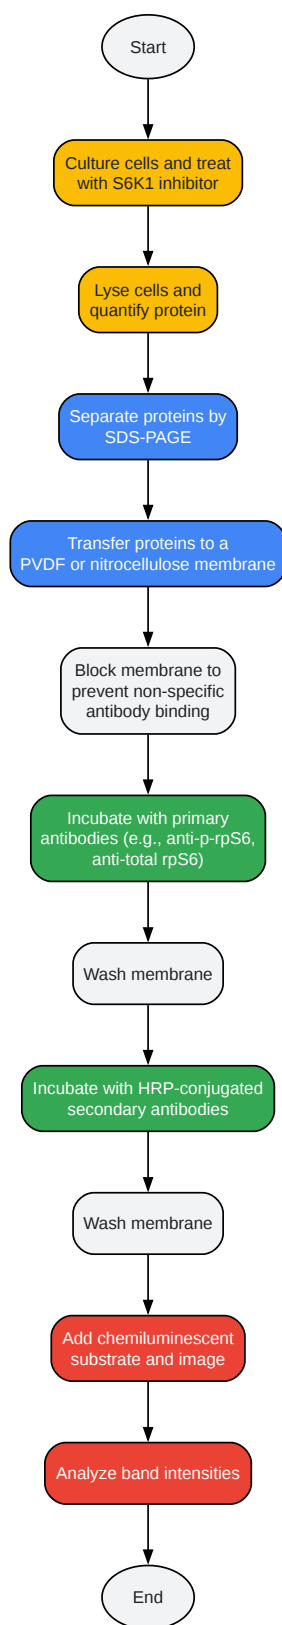 Start
Culture cells and treat
with S6K1 inhibitor
Lyse cells and
quantify protein
Separate proteins by
SDS-PAGE
Transfer proteins to a
PVDF or nitrocellulose membrane
Block membrane to
prevent non-specific
antibody binding
Incubate with primary
antibodies (e.g., anti-p-rpS6,
anti-total rpS6)
Wash membrane
Incubate with HRP-conjugated
secondary antibodies
Wash membrane
Add chemiluminescent
substrate and image
Analyze band intensities
End